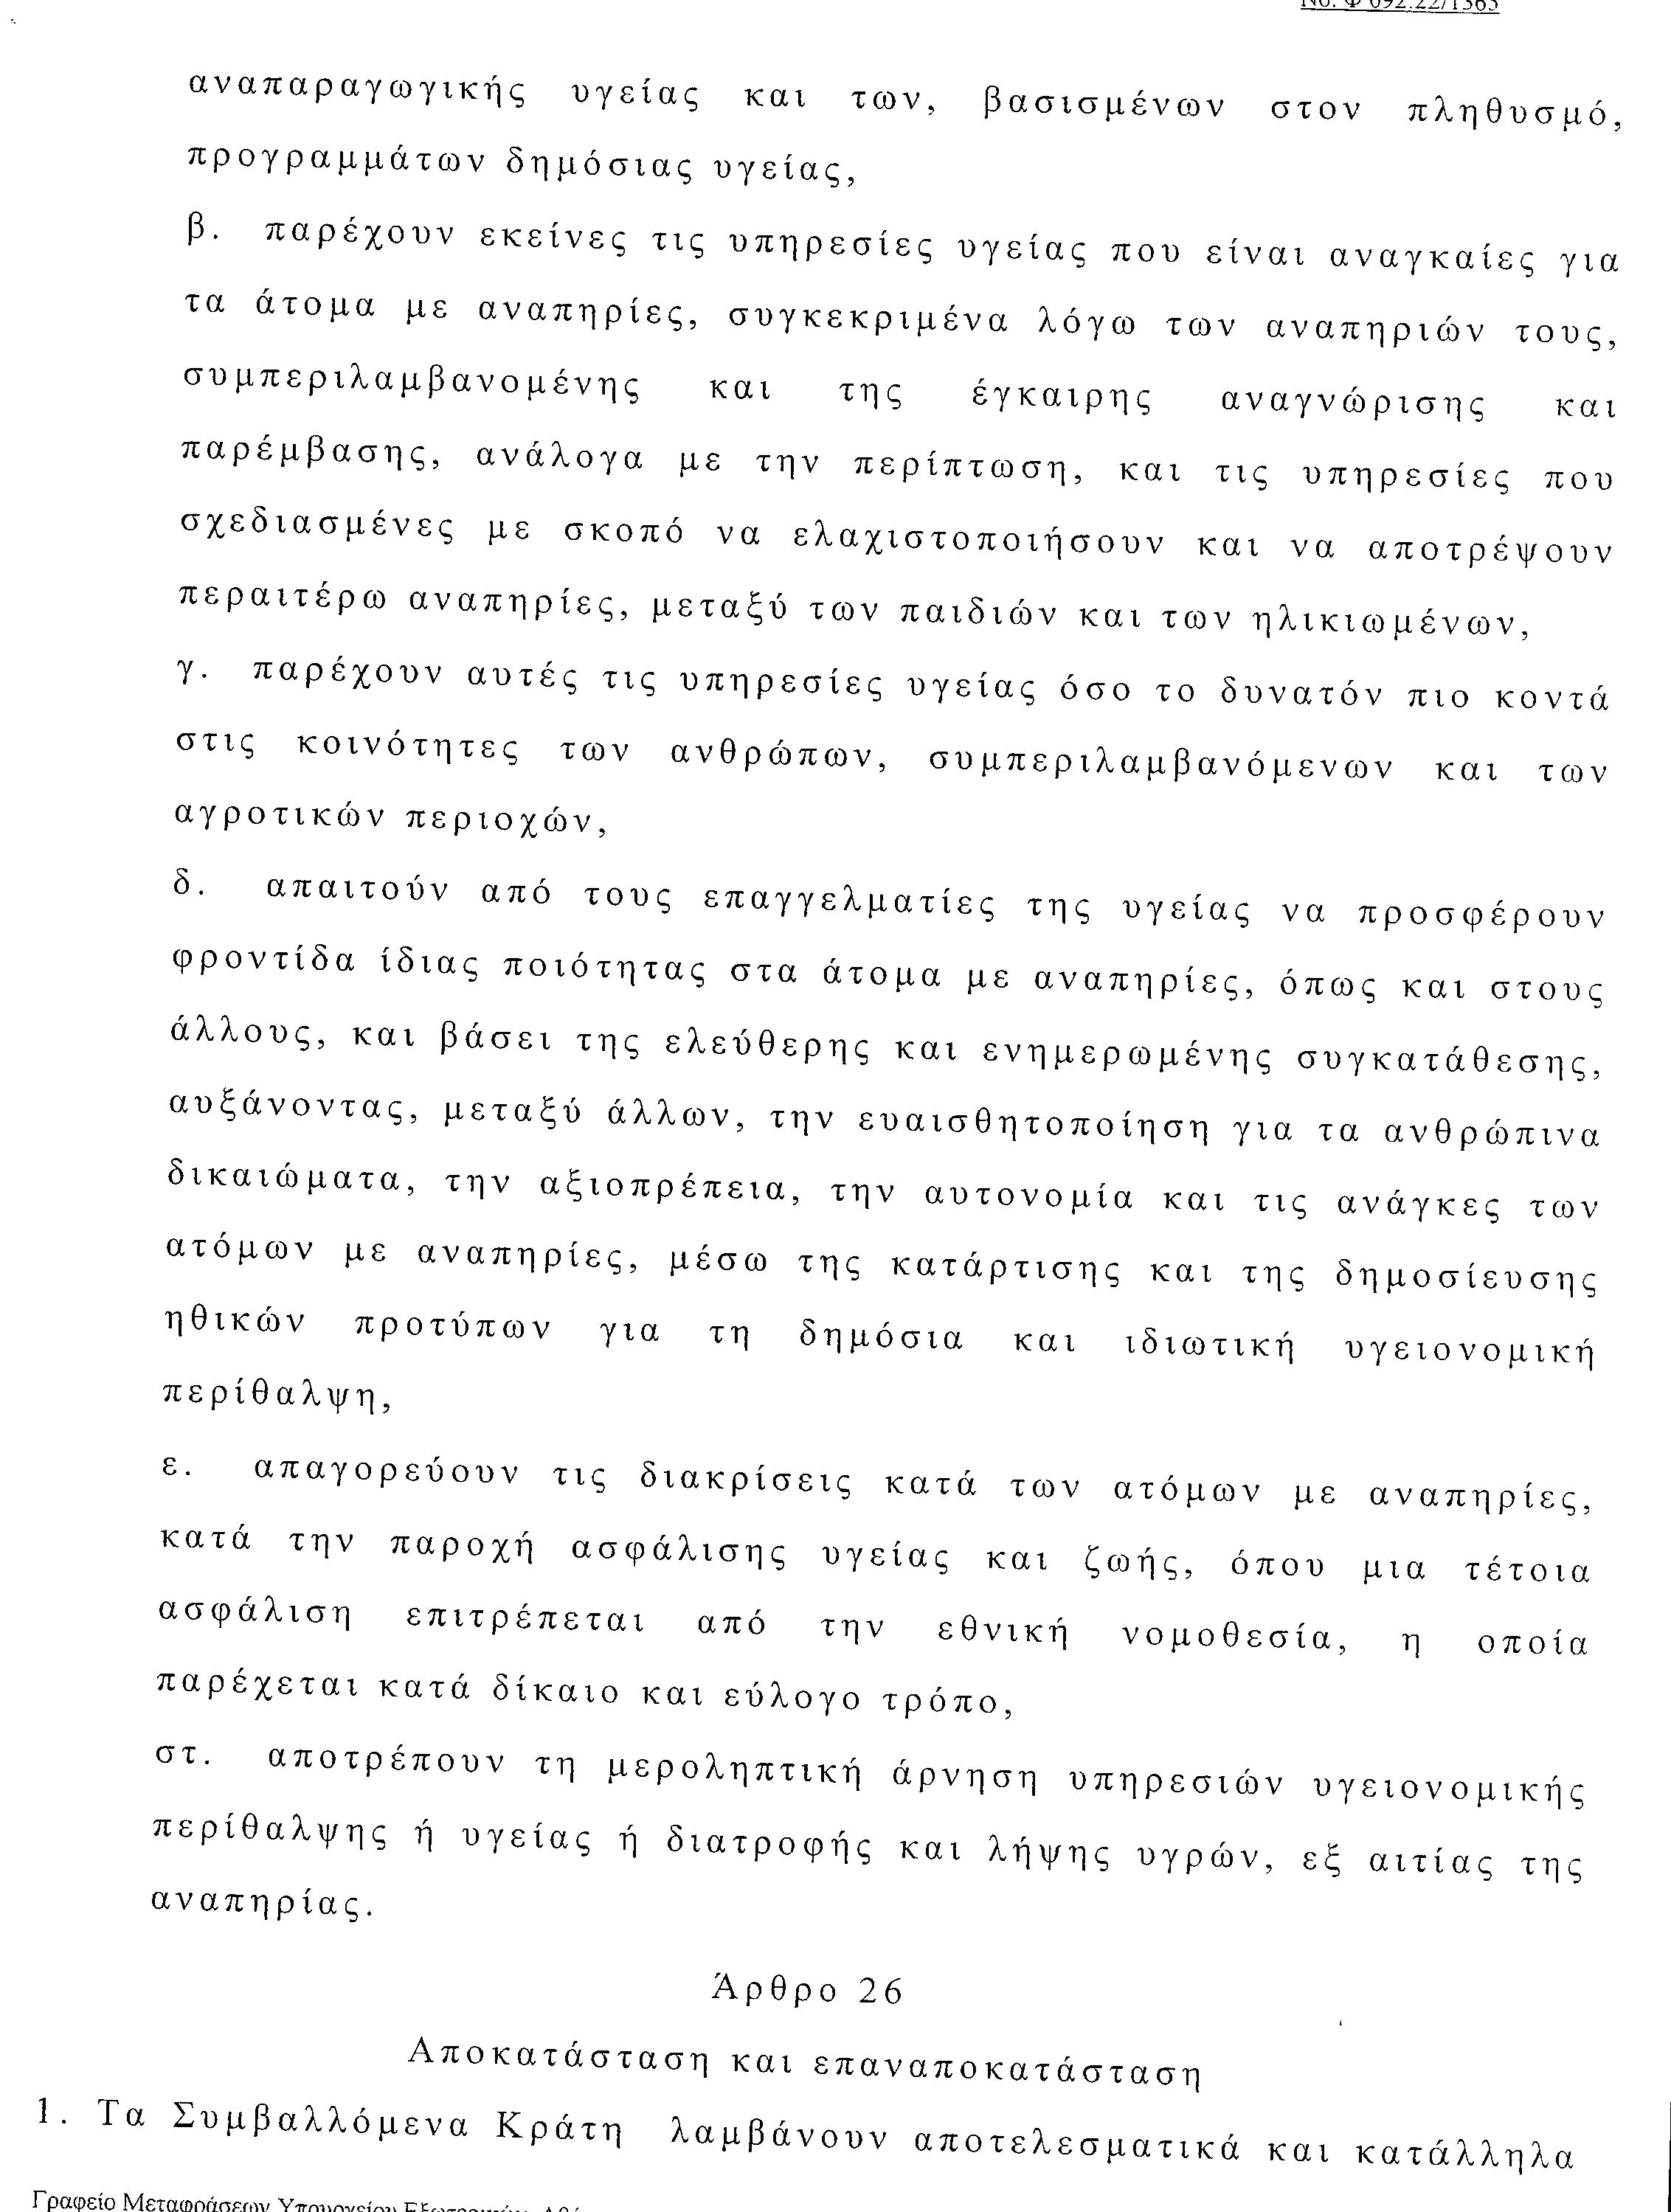 No. Φ 092.22/1365
αναπαραγωγικής υγείας και των, βασισμένων στον πληθυσμό,
προγραμμάτων δημόσιας υγείας,
β. παρέχουν εκείνες τις υπηρεσίες υγείας που είναι αναγκαίες για
τα άτομα με αναπηρίες, συγκεκριμένα λόγω των αναπηριών τους,
συμπεριλαμβανομένης και της έγκαιρης αναγνώρισης και
παρέμβασης, ανάλογα με την περίπτωση, και τις υπηρεσίες που
σχεδιασμένες με σκοπό να ελαχιστοποιήσουν και να αποτρέψουν
περαιτέρω αναπηρίες, μεταξύ των παιδιών και των ηλικιωμένων,
γ. παρέχουν αυτές τις υπηρεσίες υγείας όσο το δυνατόν πιο κοντά
στις κοινότητες των ανθρώπων, συμπεριλαμβανόμενων και των
αγροτικών περιοχών,
δ. απαιτούν από τους επαγγελματίες της υγείας να προσφέρουν
φροντίδα ίδιας ποιότητας στα άτομα με αναπηρίες, όπως και στους
άλλους, και βάσει της ελεύθερης και ενημερωμένης συγκατάθεσης,
αυξάνοντας, μεταξύ άλλων, την ευαισθητοποίηση για τα ανθρώπινα
δικαιώματα, την αξιοπρέπεια, την αυτονομία και τις ανάγκες των
ατόμων με αναπηρίες, μέσω της κατάρτισης και της δημοσίευσης
ηθικών προτύπων για τη δημόσια και ιδιωτική υγειονομική
περίθαλψη,
ε. απαγορεύουν τις διακρίσεις κατά των ατόμων με αναπηρίες,
κατά την παροχή ασφάλισης υγείας και ζωής, όπου μια τέτοια
ασφάλιση επιτρέπεται από την εθνική νομοθεσία, η οποία
παρέχεται κατά δίκαιο και εύλογο τρόπο,
στ. αποτρέπουν τη μεροληπτική άρνηση υπηρεσιών υγειονομικής
περίθαλψης ή υγείας ή διατροφής και λήψης υγρών, εξ αιτίας της
αναπηρίας.
Άρθρο 26
Αποκατάσταση και επαναποκατάσταση
1. Τα Συμβαλλόμενα Κράτη λαμβάνουν αποτελεσματικά και κατάλληλα
Γραφείο Μεταφράσεων Υπουργείου